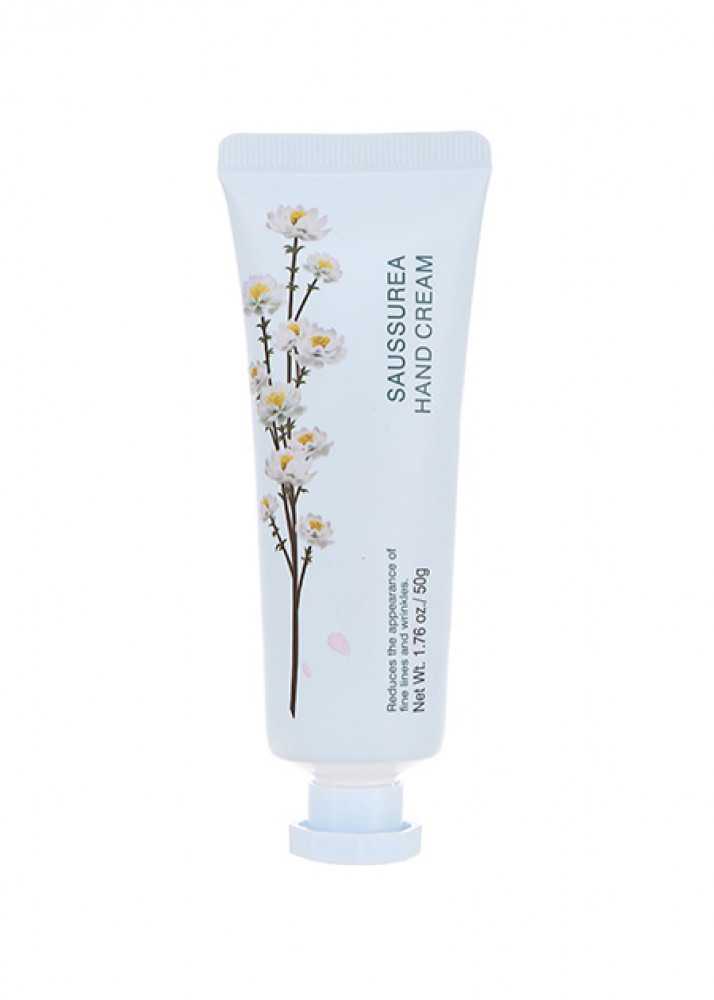 SAUSSUREA
HAND CREAM
Reduces the appearance of
fine lines and wrinkles.
Net Wt. 1.76 oz./ 50g